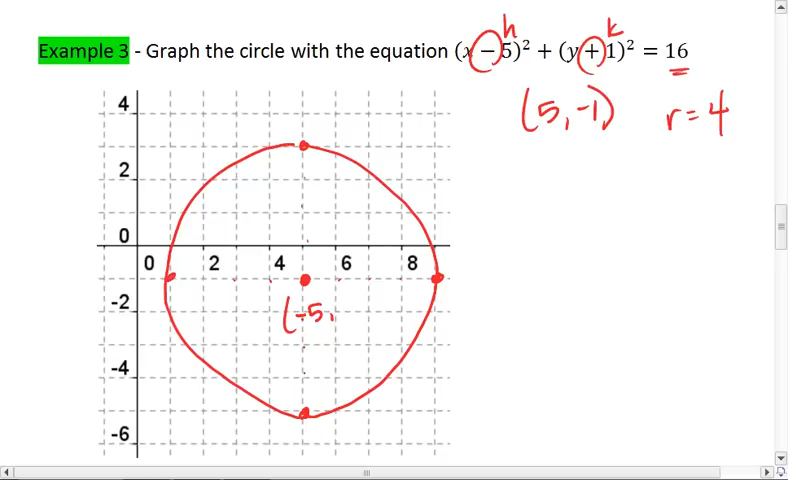 h k
Example 3 - Graph the circle with the equation (x − 5)² + (y + 1)² = 16
(5, -1) r = 4
4
2
0
0 2 4 6 8
-2
(-5,
-4
-6